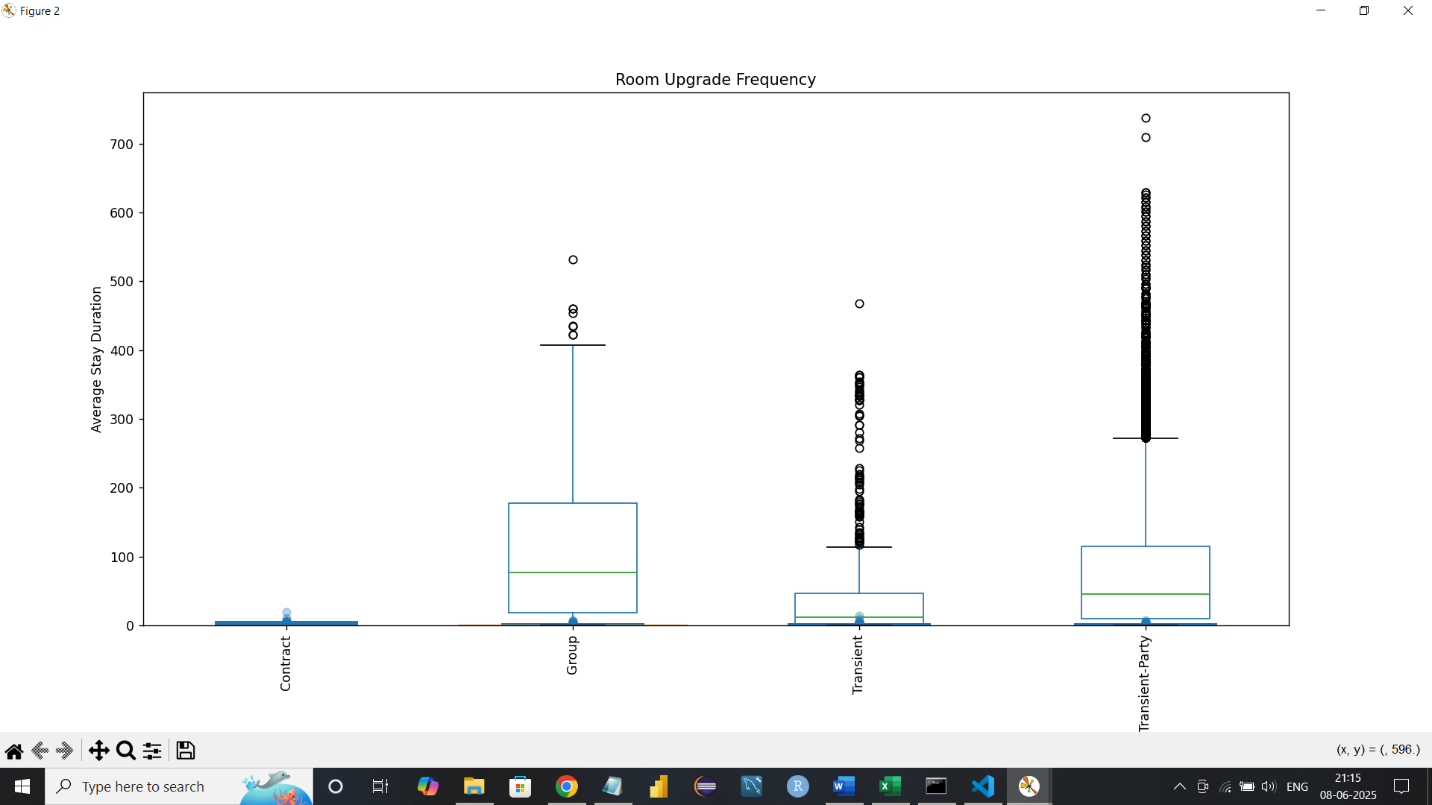 Figure 2
Room Upgrade Frequency
Average Stay Duration
700
600
500
400
300
200
100
0
Contract
Group
Transient
Transient-Party
(x, y) = (, 596.)
Type here to search
ENG
21:15
08-06-2025